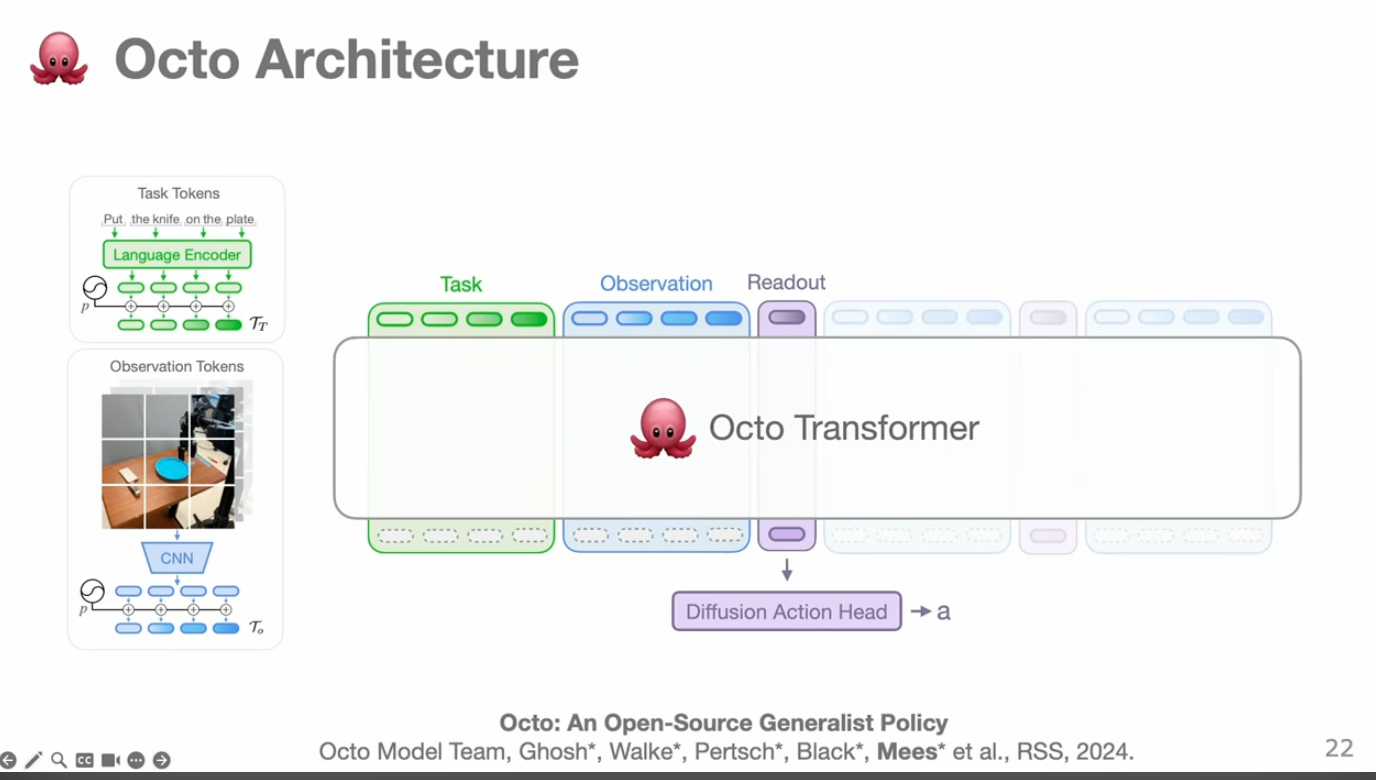 Octo Architecture
Task Tokens
Put the knife on the plate
Language Encoder
p
𝒯T
Observation Tokens
CNN
p
𝒯o
Task
Observation
Readout
Octo Transformer
Diffusion Action Head
a
Octo: An Open-Source Generalist Policy
Octo Model Team, Ghosh*, Walke*, Pertsch*, Black*, Mees* et al., RSS, 2024.
CC
22